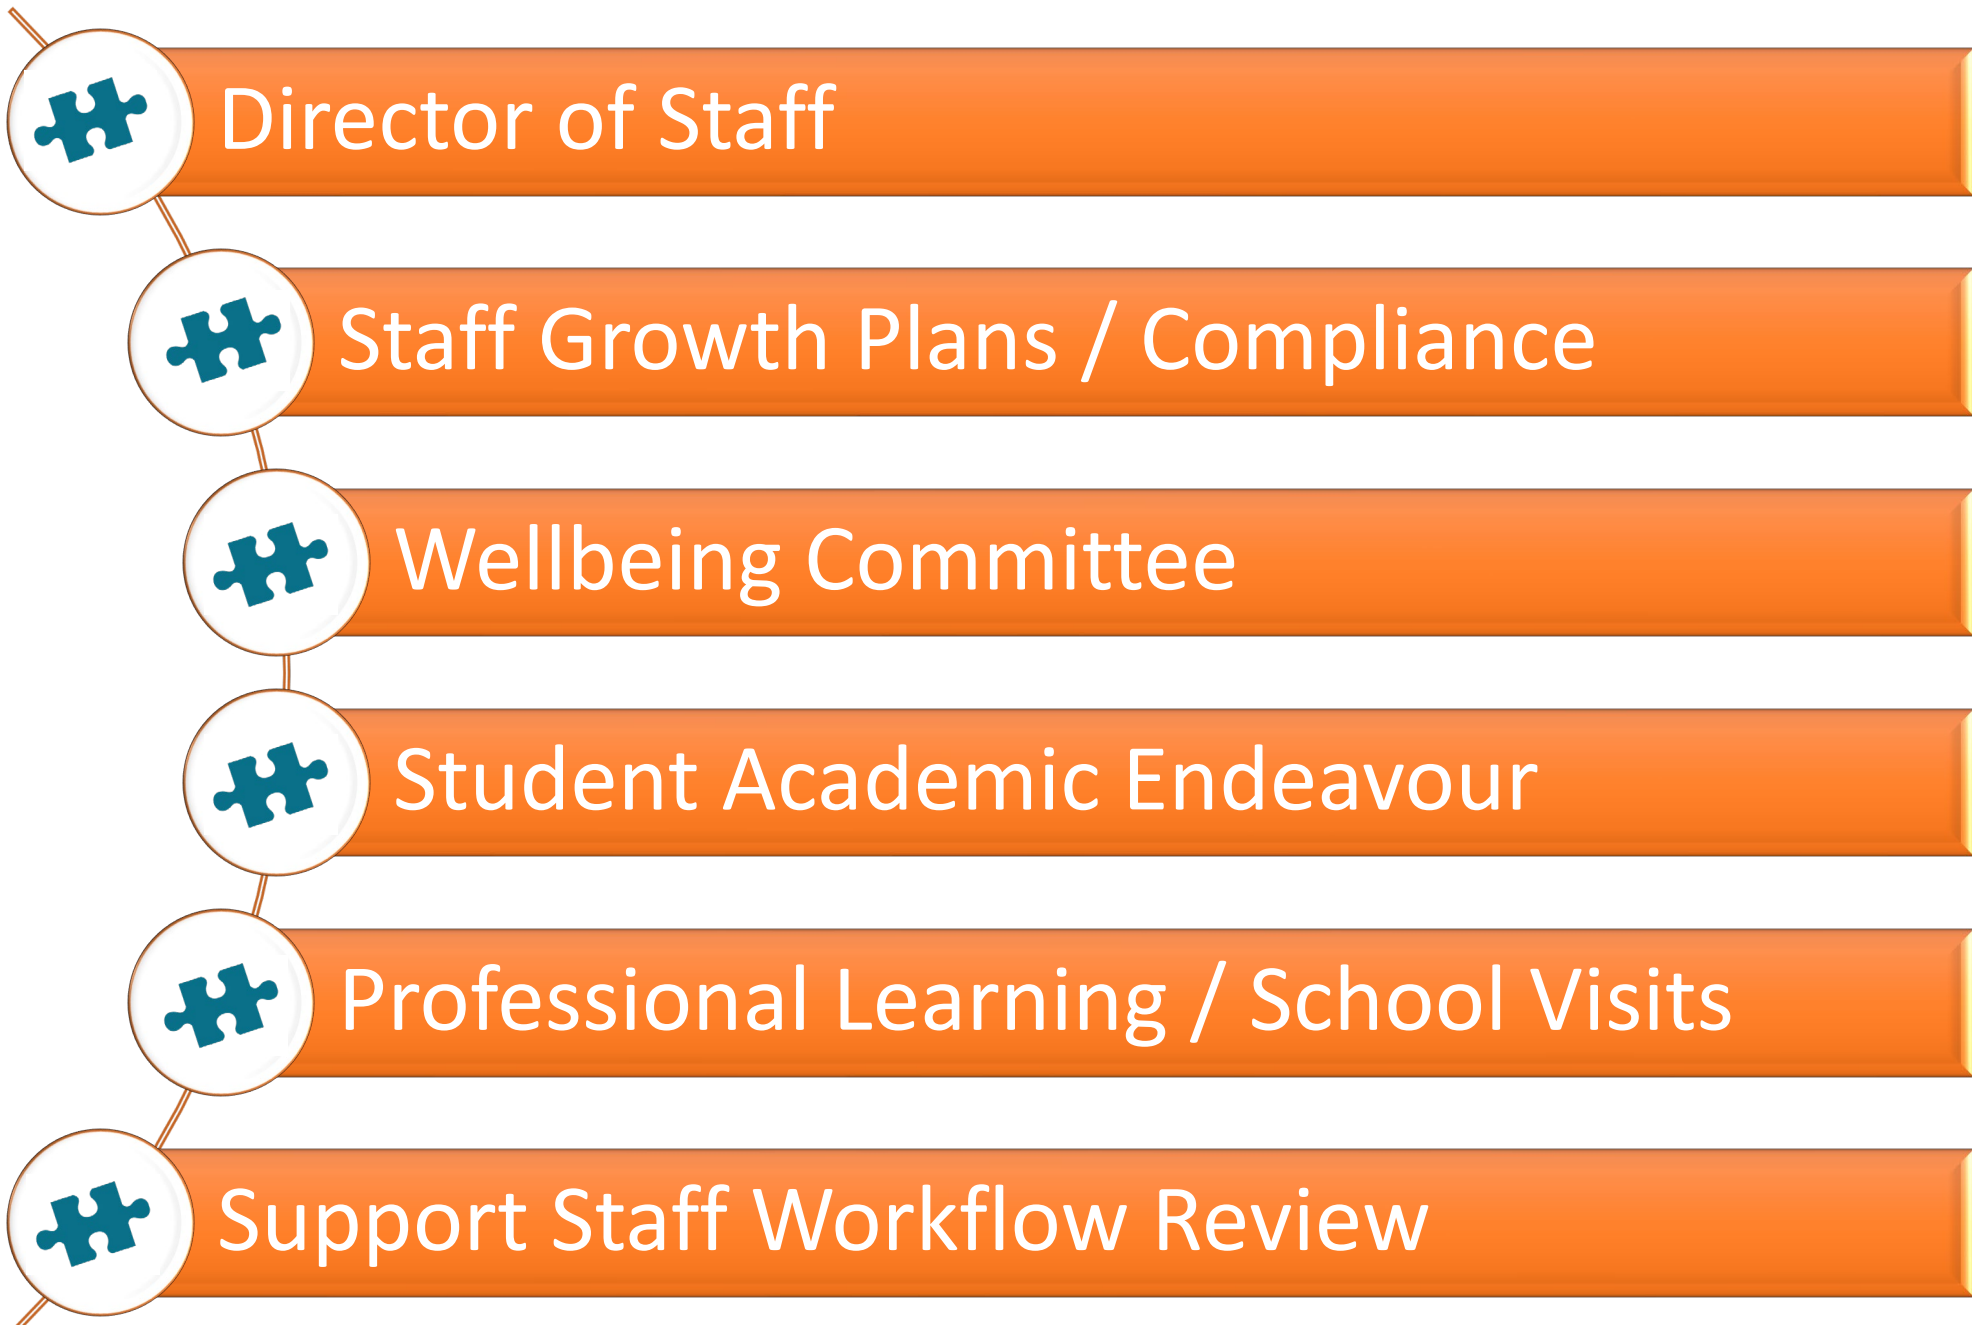 Director of Staff
Staff Growth Plans / Compliance
Wellbeing Committee
Student Academic Endeavour
Professional Learning / School Visits
Support Staff Workflow Review